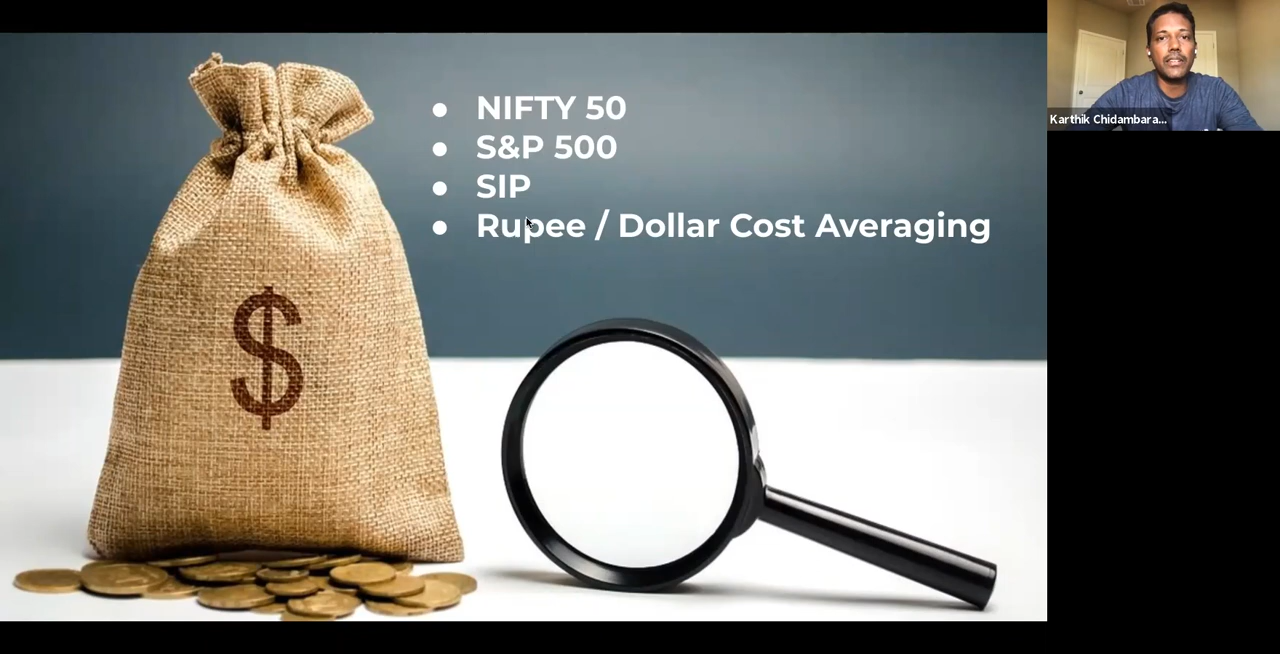 ● NIFTY 50
● S&P 500
● SIP
● Rupee / Dollar Cost Averaging
$
Karthik Chidambara...